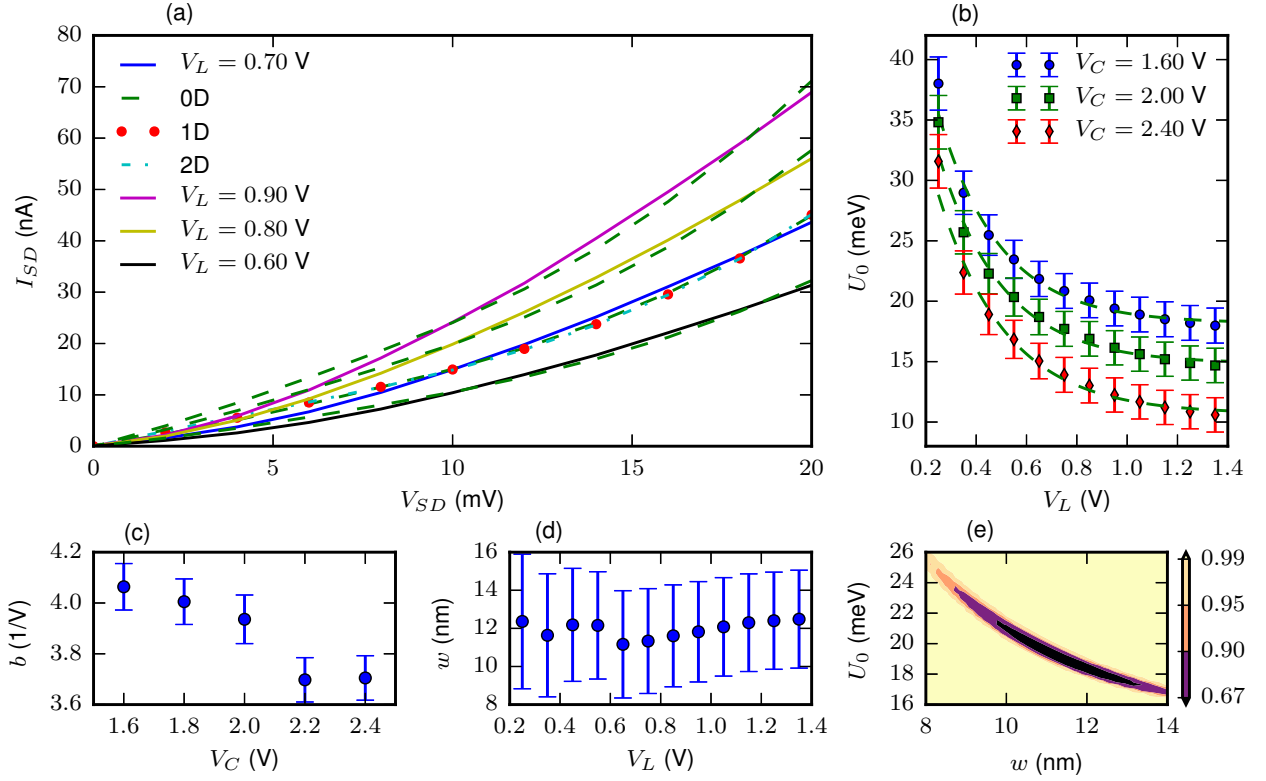 (a)
80
70
60
50
40
30
20
10
0
I_{SD} (nA)
V_L = 0.70 V
0D
1D
2D
V_L = 0.90 V
V_L = 0.80 V
V_L = 0.60 V
0 5 10 15 20
V_{SD} (mV)
(b)
40
35
30
25
20
15
10
U_0 (meV)
V_C = 1.60 V
V_C = 2.00 V
V_C = 2.40 V
0.2 0.4 0.6 0.8 1.0 1.2 1.4
V_L (V)
(c)
4.2
4.0
3.8
3.6
b (1/V)
1.6 1.8 2.0 2.2 2.4
V_C (V)
(d)
16
14
12
10
8
w (nm)
0.2 0.4 0.6 0.8 1.0 1.2 1.4
V_L (V)
(e)
26
24
22
20
18
16
U_0 (meV)
8 10 12 14
w (nm)
0.99
0.95
0.90
0.67